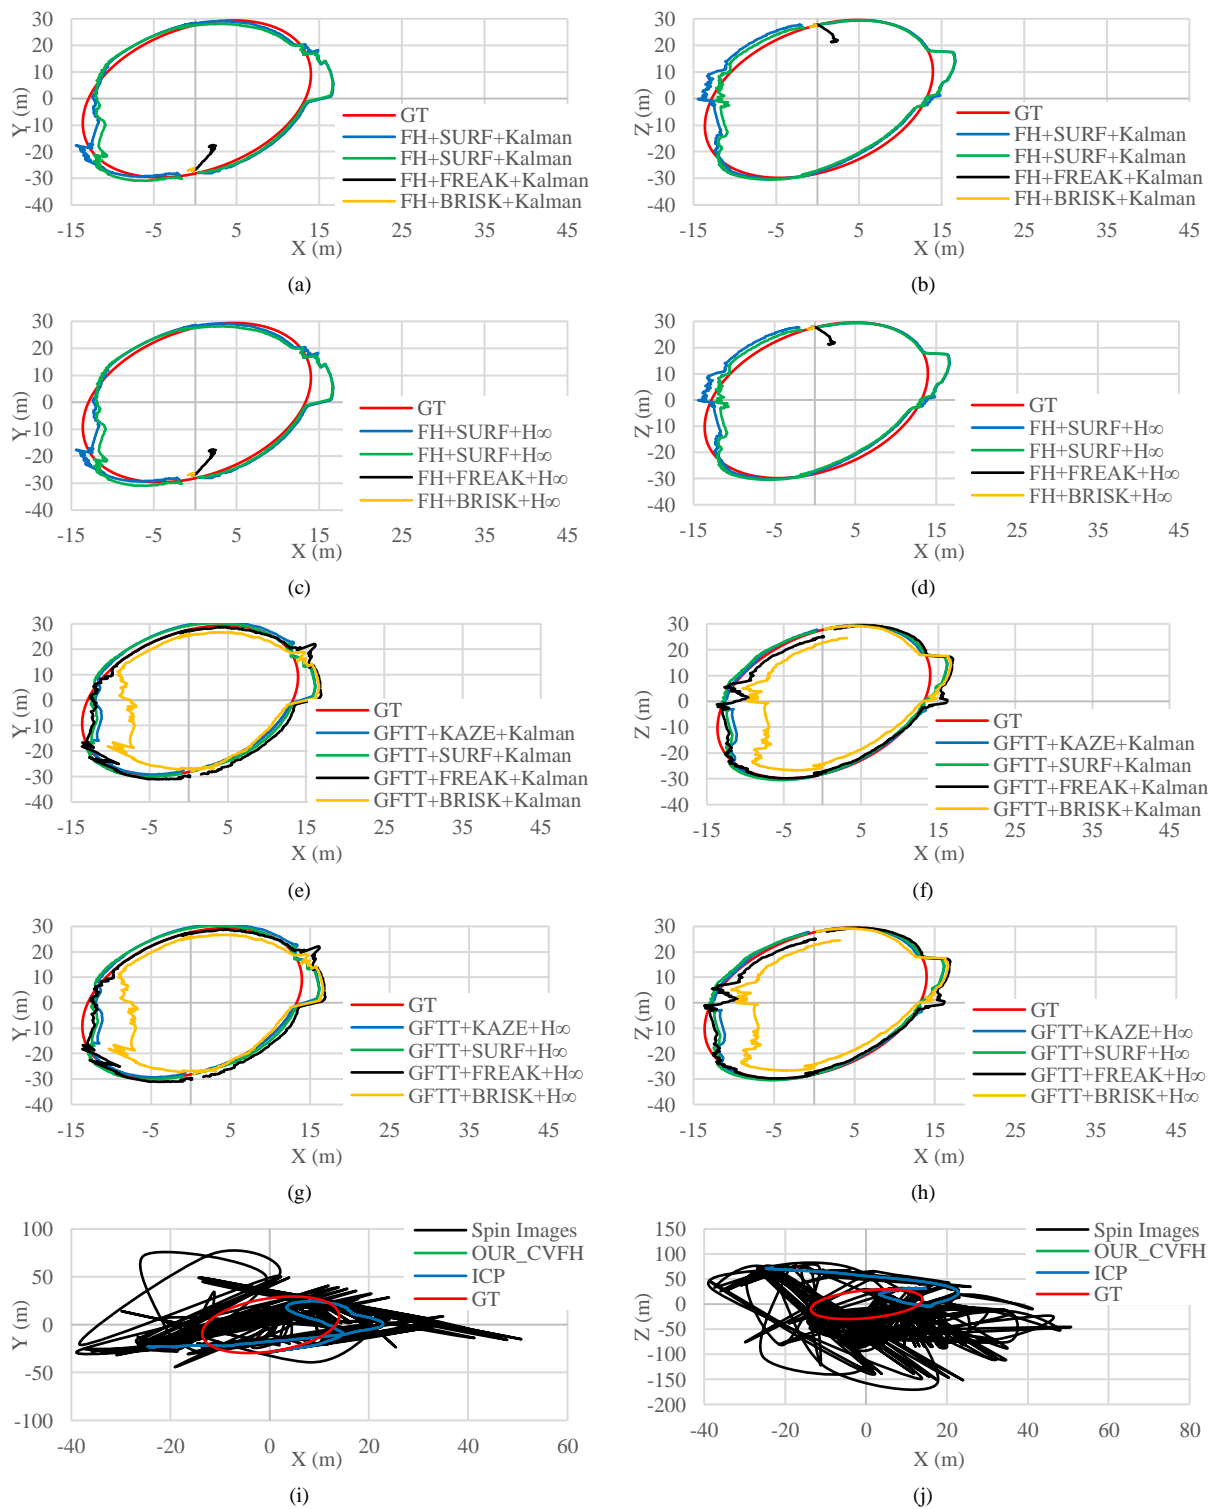 30
20
10
0
-10
-20
-30
-40
Y (m)
-15
-5
5
15
25
35
45
X (m)
GT
FH+SURF+Kalman
FH+SURF+Kalman
FH+FREAK+Kalman
FH+BRISK+Kalman
(a)
30
20
10
0
-10
-20
-30
-40
Z (m)
-15
-5
5
15
25
35
45
X (m)
GT
FH+SURF+Kalman
FH+SURF+Kalman
FH+FREAK+Kalman
FH+BRISK+Kalman
(b)
30
20
10
0
-10
-20
-30
-40
Y (m)
-15
-5
5
15
25
35
45
X (m)
GT
FH+SURF+H∞
FH+SURF+H∞
FH+FREAK+H∞
FH+BRISK+H∞
(c)
30
20
10
0
-10
-20
-30
-40
Z (m)
-15
-5
5
15
25
35
45
X (m)
GT
FH+SURF+H∞
FH+SURF+H∞
FH+FREAK+H∞
FH+BRISK+H∞
(d)
30
20
10
0
-10
-20
-30
-40
Y (m)
-15
-5
5
15
25
35
45
X (m)
GT
GFTT+KAZE+Kalman
GFTT+SURF+Kalman
GFTT+FREAK+Kalman
GFTT+BRISK+Kalman
(e)
30
20
10
0
-10
-20
-30
-40
Z (m)
-15
-5
5
15
25
35
45
X (m)
GT
GFTT+KAZE+Kalman
GFTT+SURF+Kalman
GFTT+FREAK+Kalman
GFTT+BRISK+Kalman
(f)
30
20
10
0
-10
-20
-30
-40
Y (m)
-15
-5
5
15
25
35
45
X (m)
GT
GFTT+KAZE+H∞
GFTT+SURF+H∞
GFTT+FREAK+H∞
GFTT+BRISK+H∞
(g)
30
20
10
0
-10
-20
-30
-40
Z (m)
-15
-5
5
15
25
35
45
X (m)
GT
GFTT+KAZE+H∞
GFTT+SURF+H∞
GFTT+FREAK+H∞
GFTT+BRISK+H∞
(h)
100
50
0
-50
-100
Y (m)
-40
-20
0
20
40
60
X (m)
Spin Images
OUR_CVFH
ICP
GT
(i)
150
100
50
0
-50
-100
-150
-200
Z (m)
-40
-20
0
20
40
60
80
X (m)
Spin Images
OUR_CVFH
ICP
GT
(j)